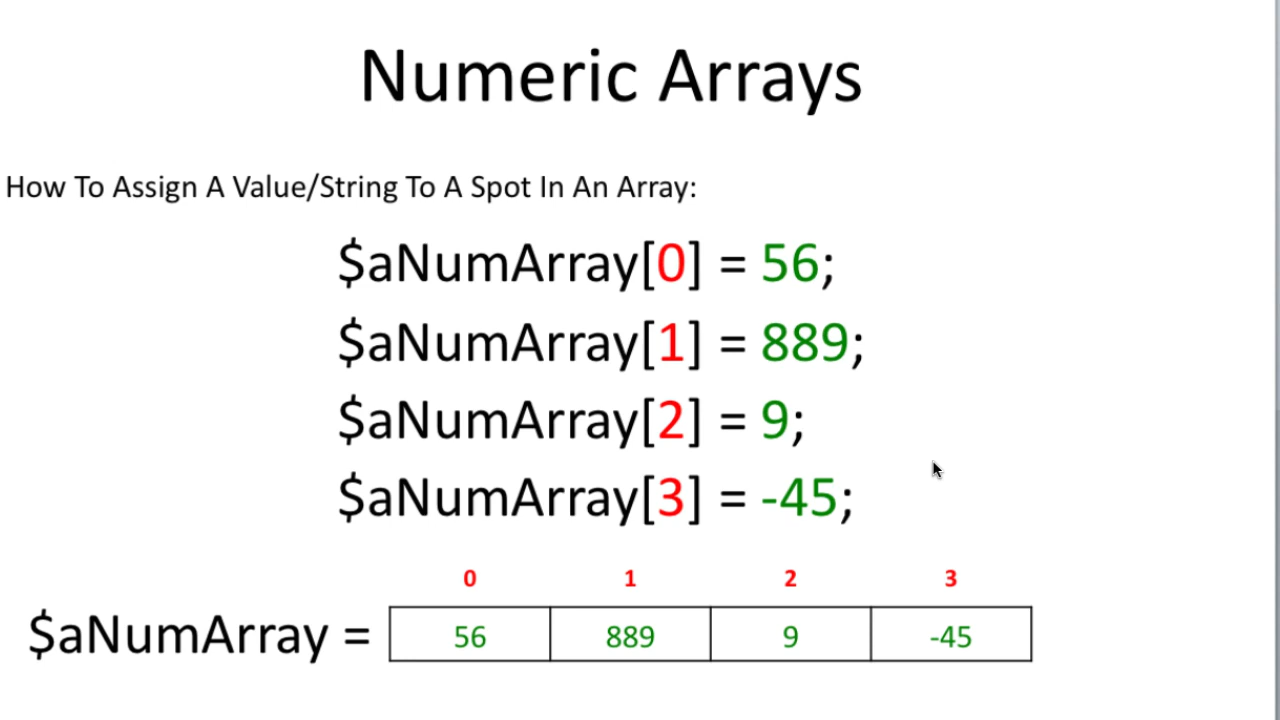 Numeric Arrays
How To Assign A Value/String To A Spot In An Array:
$aNumArray[0] = 56;
$aNumArray[1] = 889;
$aNumArray[2] = 9;
$aNumArray[3] = -45;
0 1 2 3
$aNumArray = 56 889 9 -45